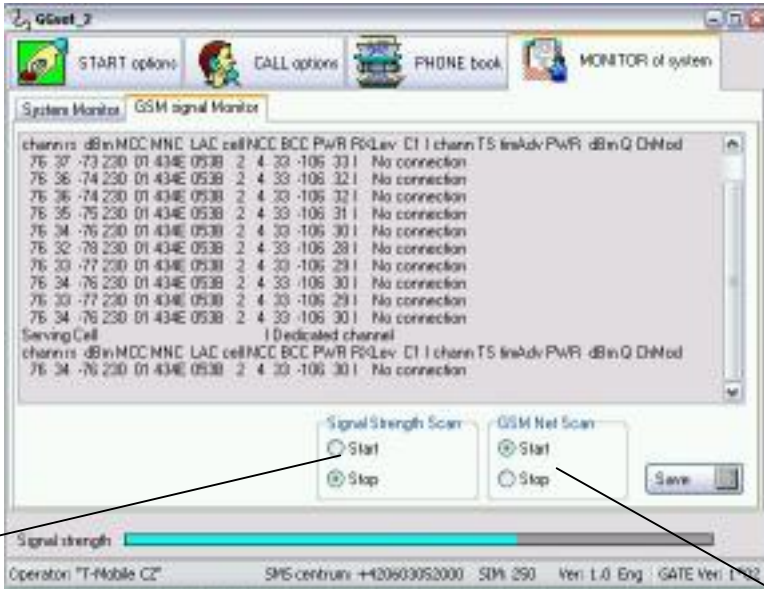 GGset_2
START options CALL options PHONE book MONITOR of system
System Monitor GSM signal Monitor
chann rs dBm MCC MNC LAC cell NCC BCC PWR RXLev C1 I chann TS timAdv PWR dBm Q ChMod
76 37 -73 230 01 434E 053B 2 4 33 -106 33 I No connection
76 36 -74 230 01 434E 053B 2 4 33 -106 32 I No connection
76 36 -74 230 01 434E 053B 2 4 33 -106 32 I No connection
76 35 -75 230 01 434E 053B 2 4 33 -106 31 I No connection
76 34 -76 230 01 434E 053B 2 4 33 -106 30 I No connection
76 32 -78 230 01 434E 053B 2 4 33 -106 28 I No connection
76 33 -77 230 01 434E 053B 2 4 33 -106 29 I No connection
76 34 -76 230 01 434E 053B 2 4 33 -106 30 I No connection
76 33 -77 230 01 434E 053B 2 4 33 -106 29 I No connection
76 34 -76 230 01 434E 053B 2 4 33 -106 30 I No connection
Serving Cell I Dedicated channel
chann rs dBm MCC MNC LAC cell NCC BCC PWR RXLev C1 I chann TS timAdv PWR dBm Q ChMod
76 34 -76 230 01 434E 053B 2 4 33 -106 30 I No connection
Signal Strength Scan GSM Net Scan
Start Start
Stop Stop
Save
Signal strength
Operator: "T-Mobile CZ" SMS centrum: +420603052000 SIM: 250 Ver: 1.0 Eng GATE Ver: